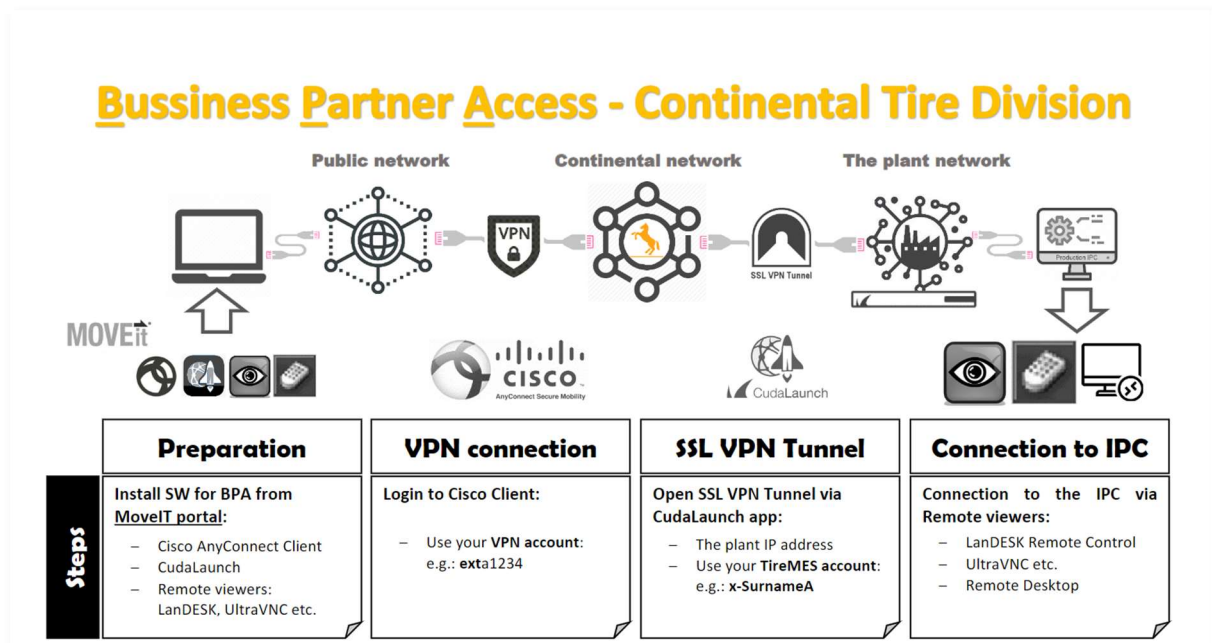 Bussiness Partner Access - Continental Tire Division
Public network
Continental network
The plant network
VPN
SSL VPN Tunnel
Production IPC
MOVEit
CISCO
AnyConnect Secure Mobility
CudaLaunch
Preparation
VPN connection
SSL VPN Tunnel
Connection to IPC
Steps
Install SW for BPA from
MoveIT portal:
– Cisco AnyConnect Client
– CudaLaunch
– Remote viewers:
LanDESK, UltraVNC etc.
Login to Cisco Client:
– Use your VPN account:
e.g.: exta1234
Open SSL VPN Tunnel via
CudaLaunch app:
– The plant IP address
– Use your TireMES account:
e.g.: x-SurnameA
Connection to the IPC via
Remote viewers:
– LanDESK Remote Control
– UltraVNC etc.
– Remote Desktop